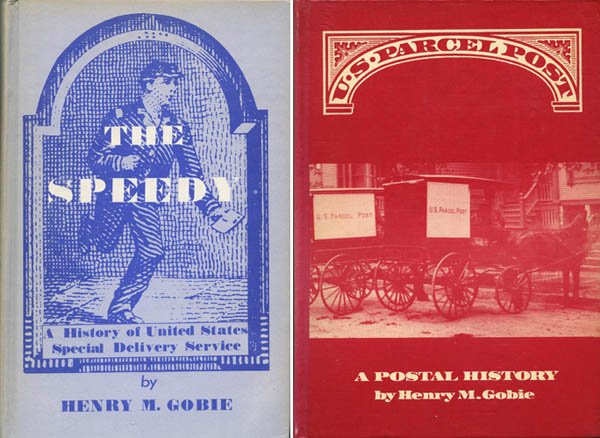 THE
SPEEDY
A History of United States
Special Delivery Service
by
HENRY M. GOBIE
U.S. PARCEL POST
U.S. PARCEL POST
U.S. PARCEL POST
A POSTAL HISTORY
by Henry M. Gobie